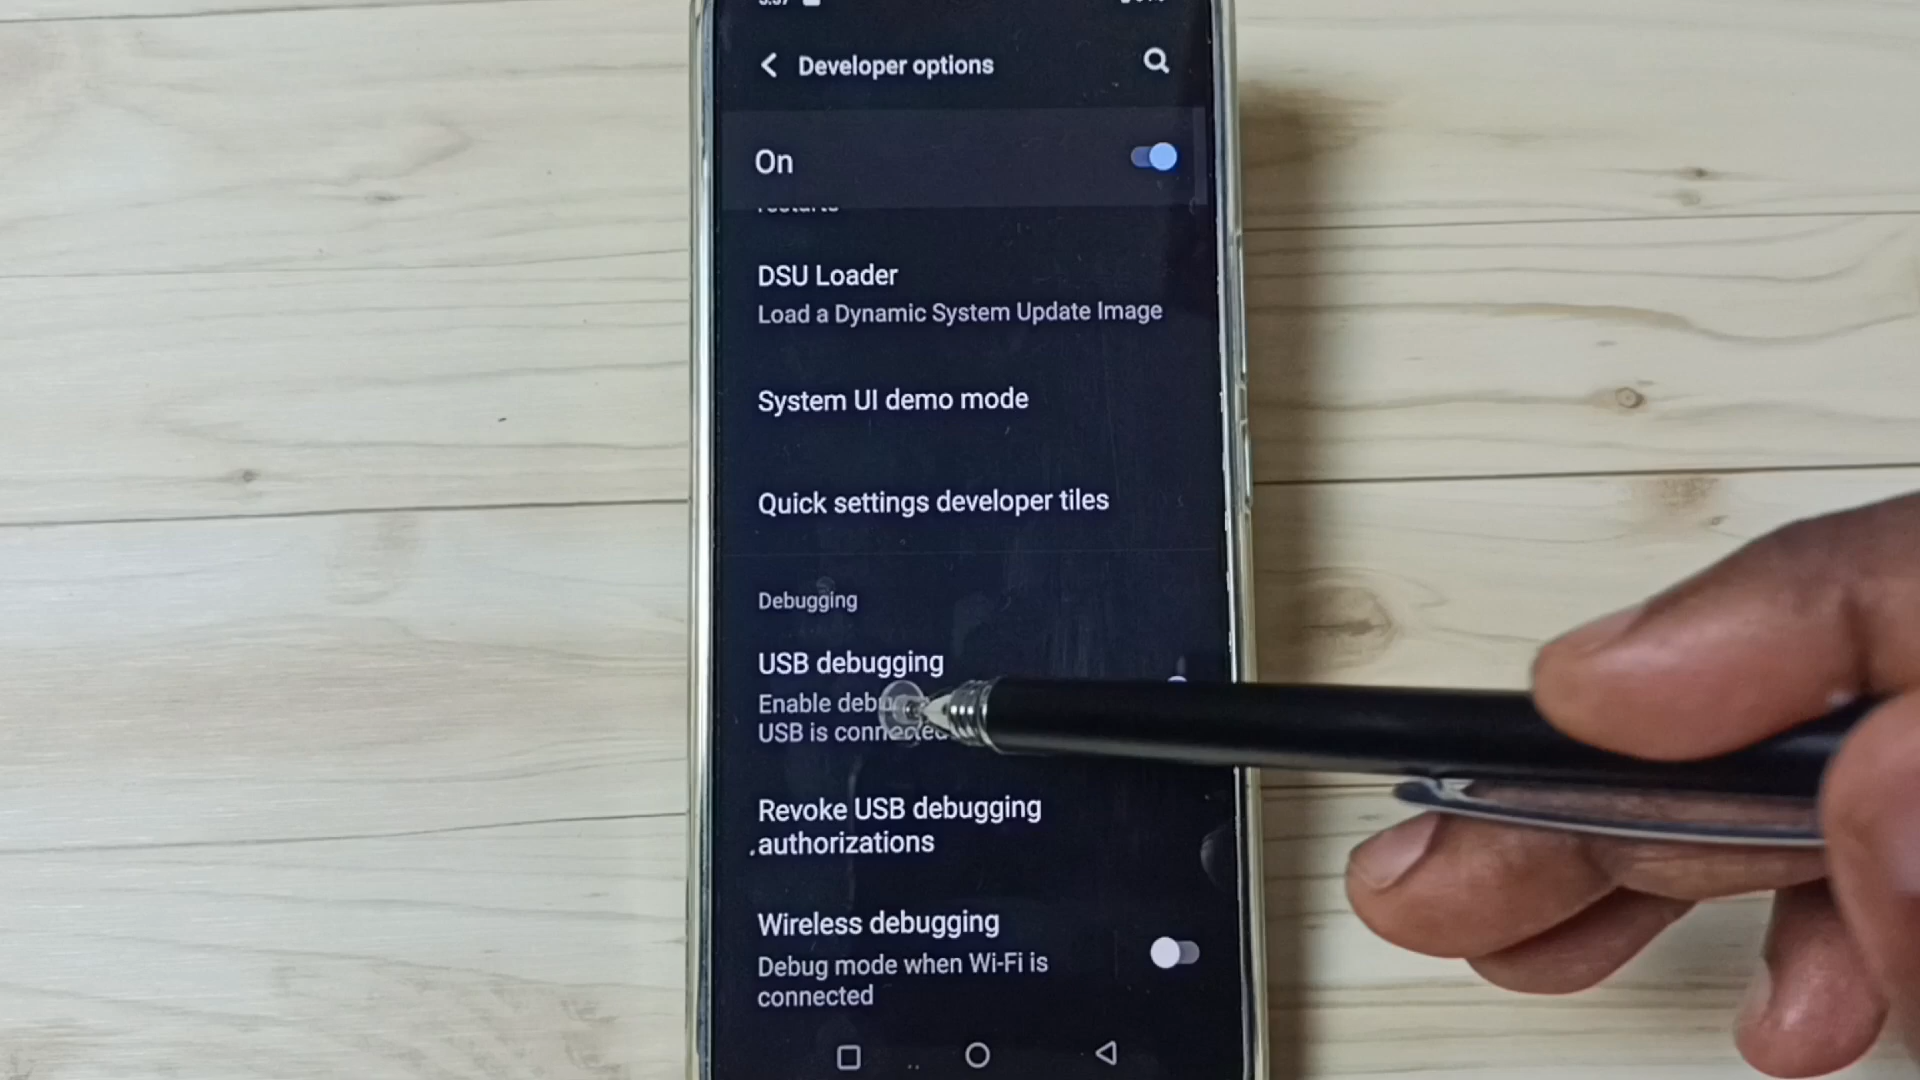 Developer options
On
DSU Loader
Load a Dynamic System Update Image
System UI demo mode
Quick settings developer tiles
Debugging
USB debugging
Enable
USB is connected
Revoke USB debugging
authorizations
Wireless debugging
Debug mode when Wi-Fi is
connected